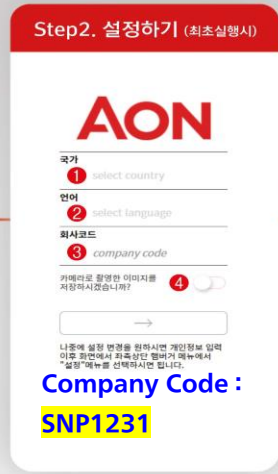 Step2. 설정하기 (최초실행시)
AON
국가
1 select country
언어
2 select language
회사코드
3 company code
카메라로 촬영한 이미지를
저장하시겠습니까? 4
→
나중에 설정 변경을 원하시면 개인정보 입력
이후 화면에서 좌측상단 햄버거 메뉴에서
"설정"메뉴를 선택하시면 됩니다.
Company Code :
SNP1231